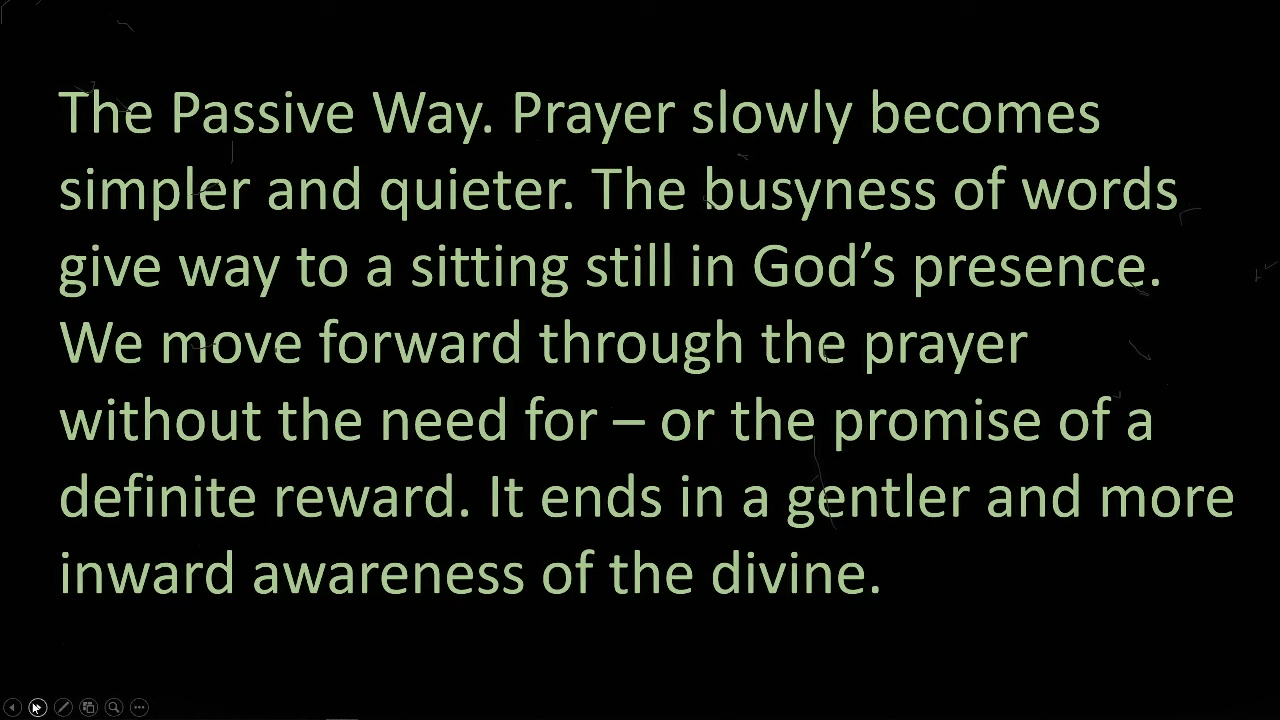 The Passive Way. Prayer slowly becomes
simpler and quieter. The busyness of words
give way to a sitting still in God’s presence.
We move forward through the prayer
without the need for – or the promise of a
definite reward. It ends in a gentler and more
inward awareness of the divine.